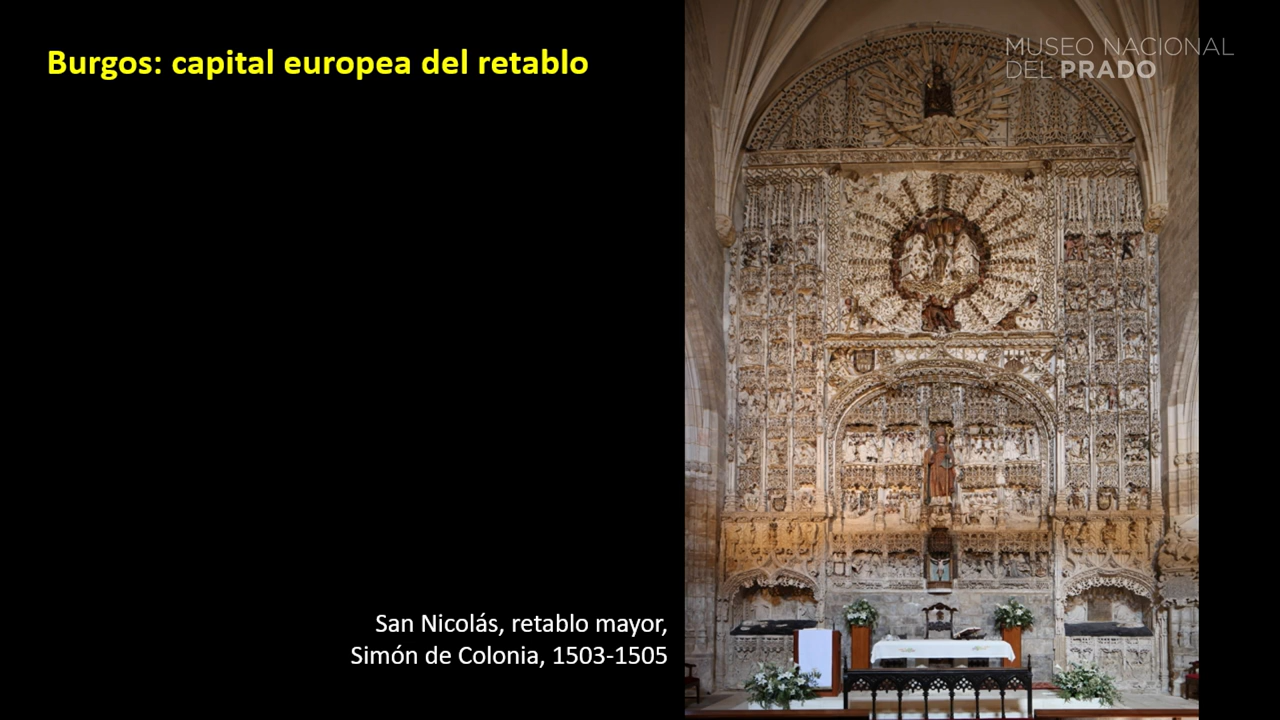 Burgos: capital europea del retablo
MUSEO NACIONAL
DEL PRADO
San Nicolás, retablo mayor,
Simón de Colonia, 1503-1505